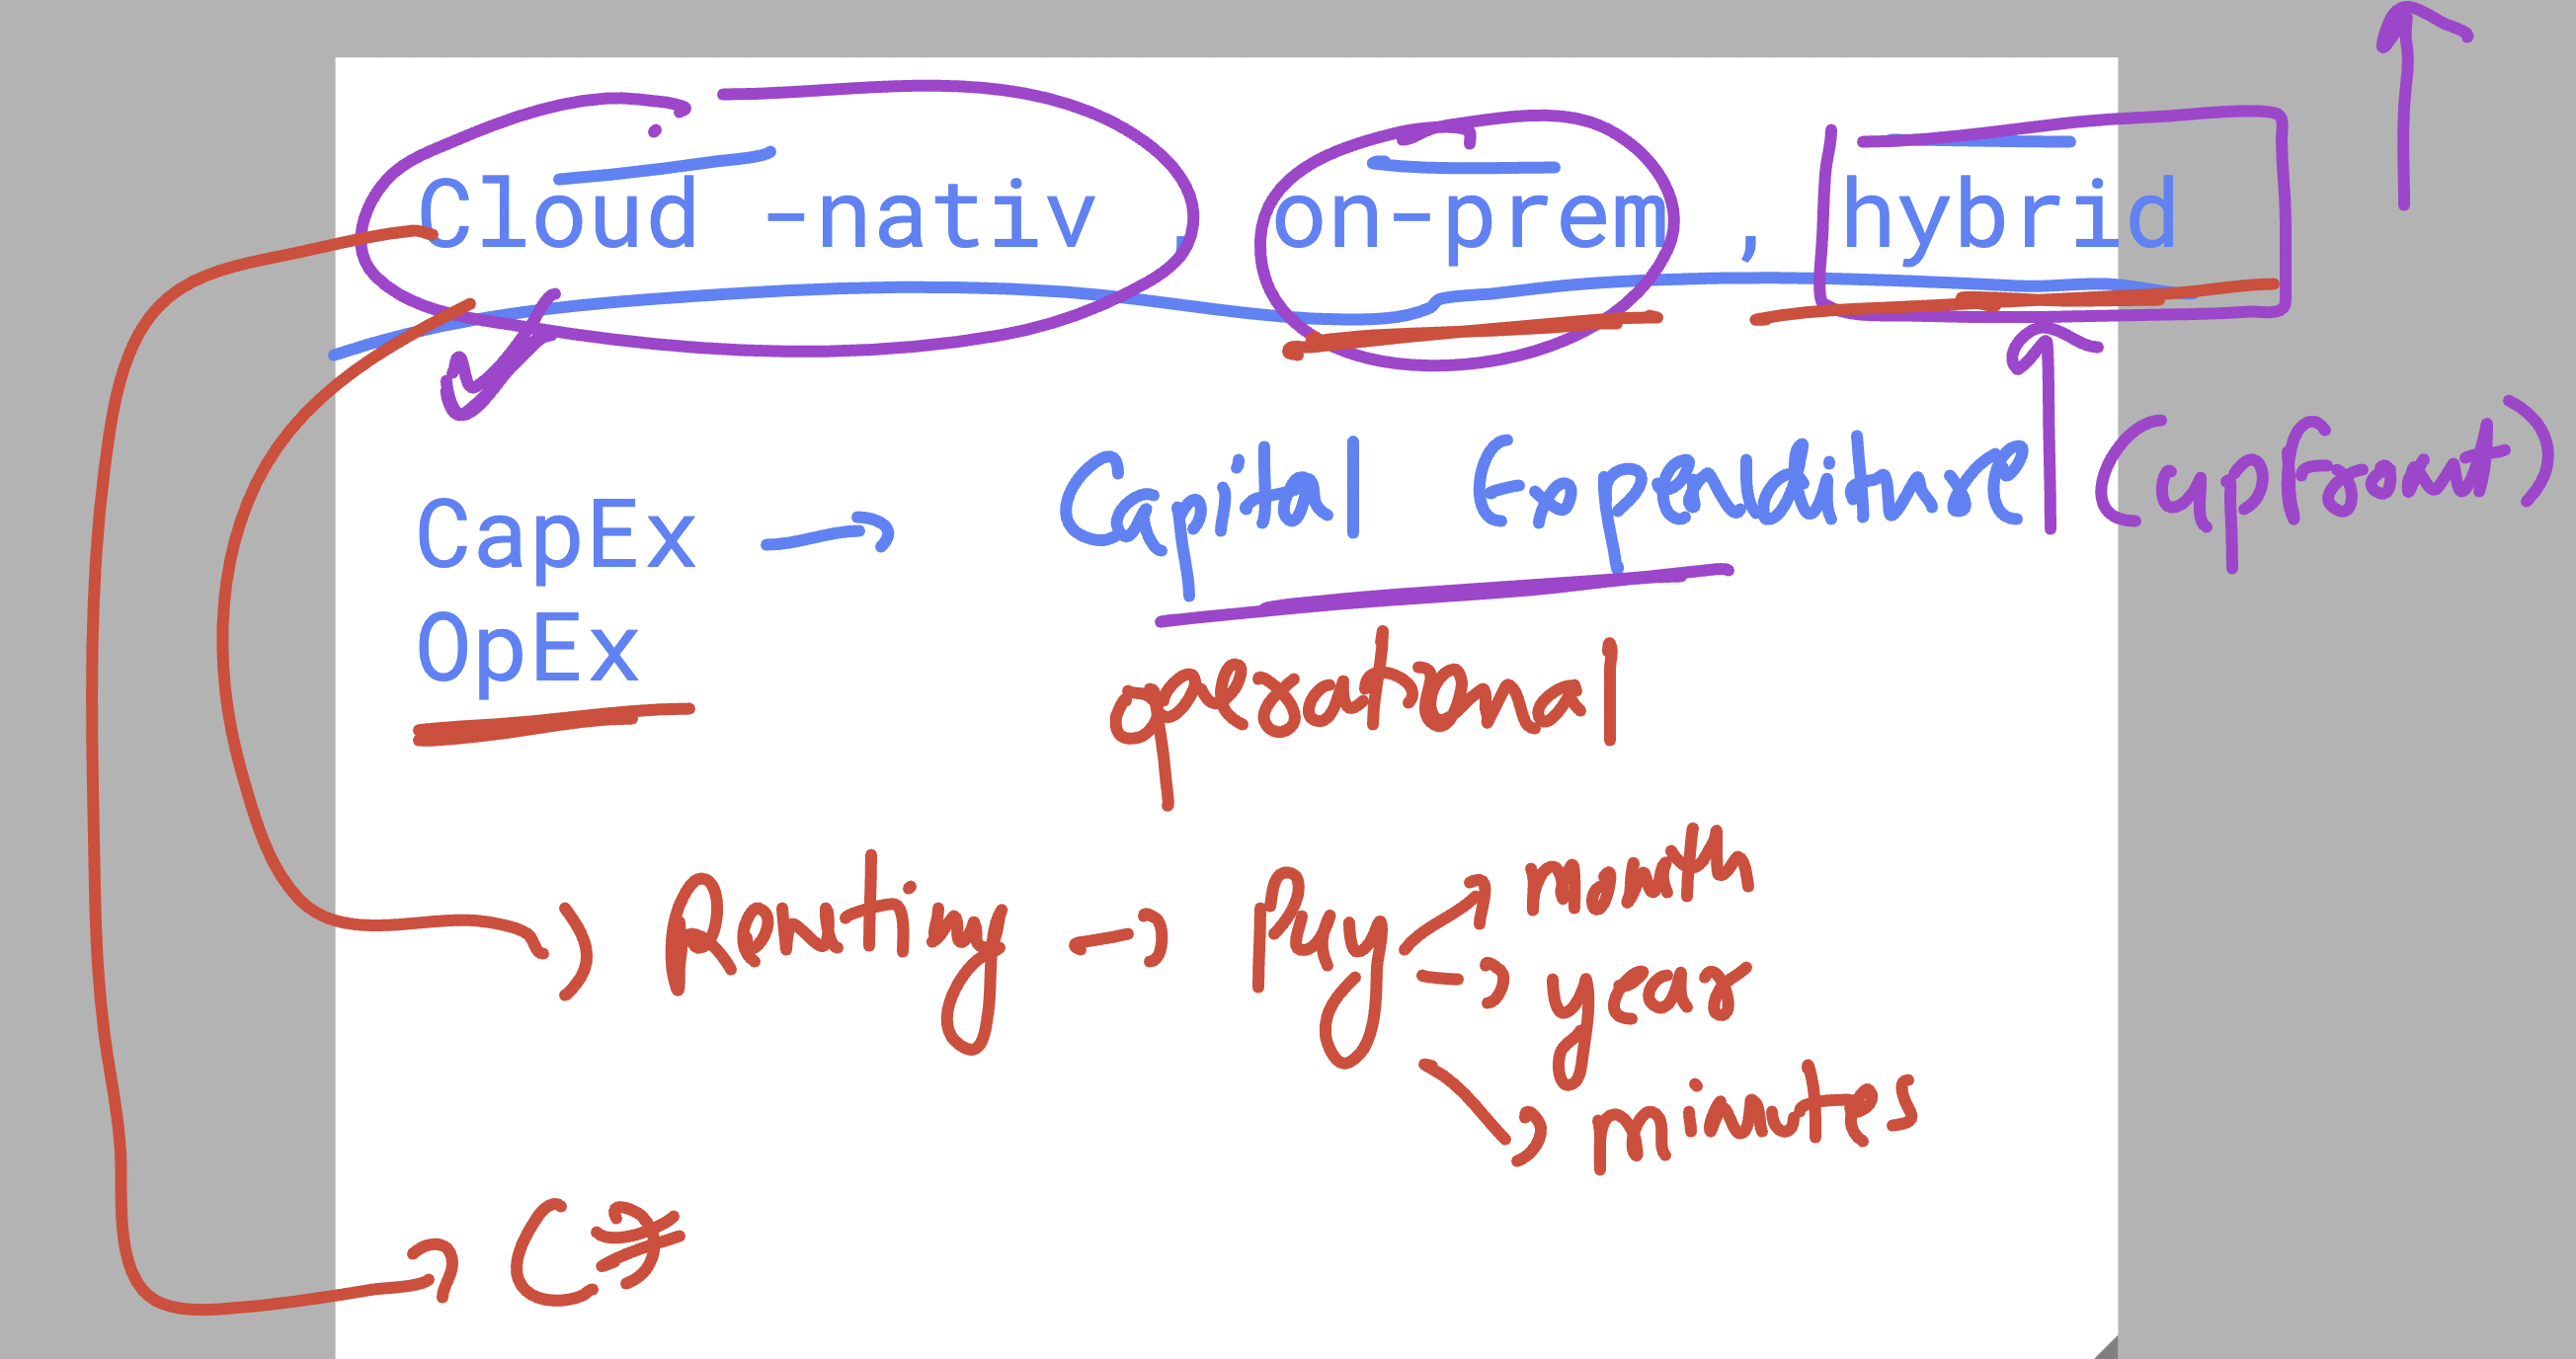 Cloud -nativ , on-prem , hybrid
CapEx → Capital Expenditure (upfront)
OpEx operational
Renting → Pay → month
→ year
→ minutes